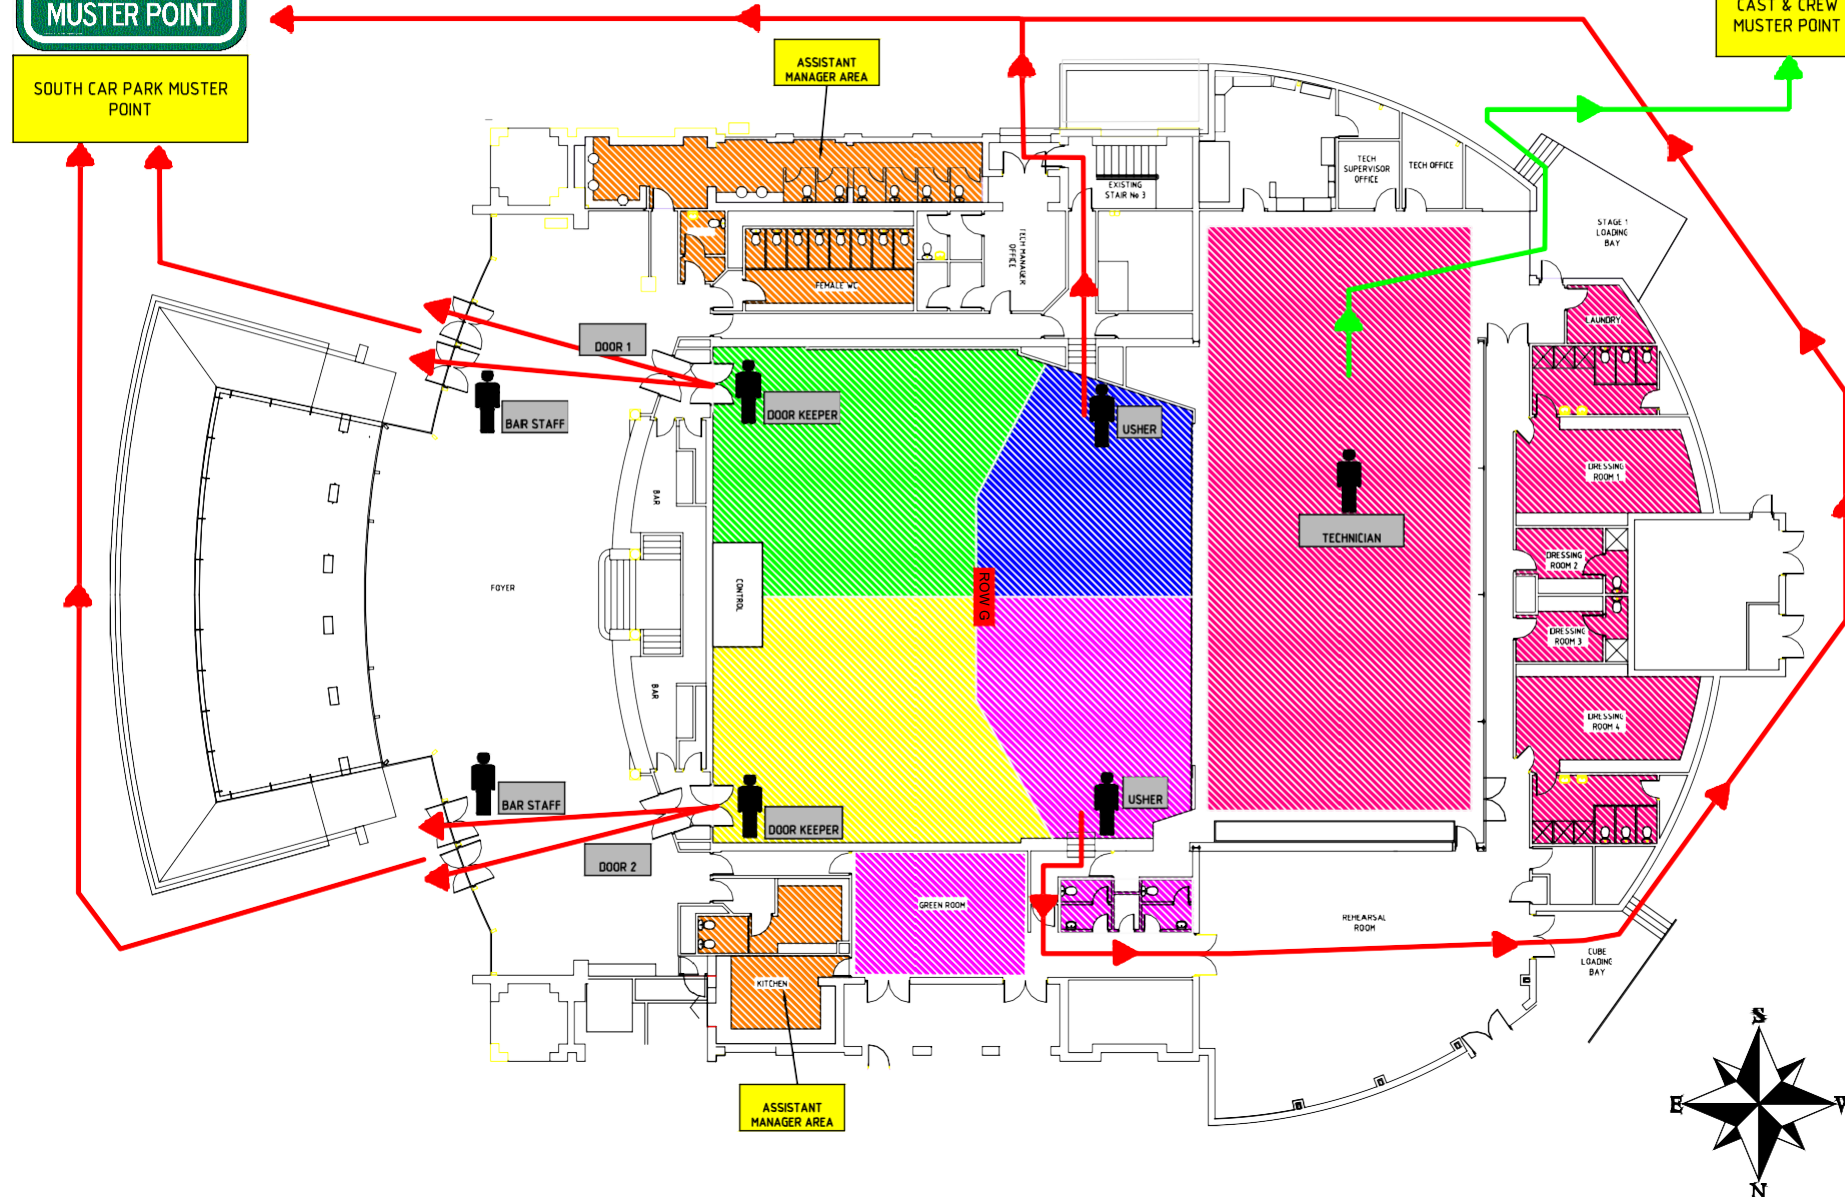 MUSTER POINT
CAST & CREW
MUSTER POINT
SOUTH CAR PARK MUSTER
POINT
ASSISTANT
MANAGER AREA
EXISTING
STAIR No 3
TECH
SUPERVISOR
OFFICE
TECH OFFICE
STAGE 1
LOADING
BAY
TECH MANAGER
OFFICE
FEMALE WC
LAUNDRY
DOOR 1
DOOR KEEPER
BAR STAFF
USHER
DRESSING
ROOM 1
BAR
TECHNICIAN
DRESSING
ROOM 2
FOYER
CONTROL
ROW G
DRESSING
ROOM 3
BAR
DRESSING
ROOM 4
BAR STAFF
USHER
DOOR KEEPER
DOOR 2
GREEN ROOM
REHEARSAL
ROOM
CUBE
LOADING
BAY
KITCHEN
ASSISTANT
MANAGER AREA
S
E
N